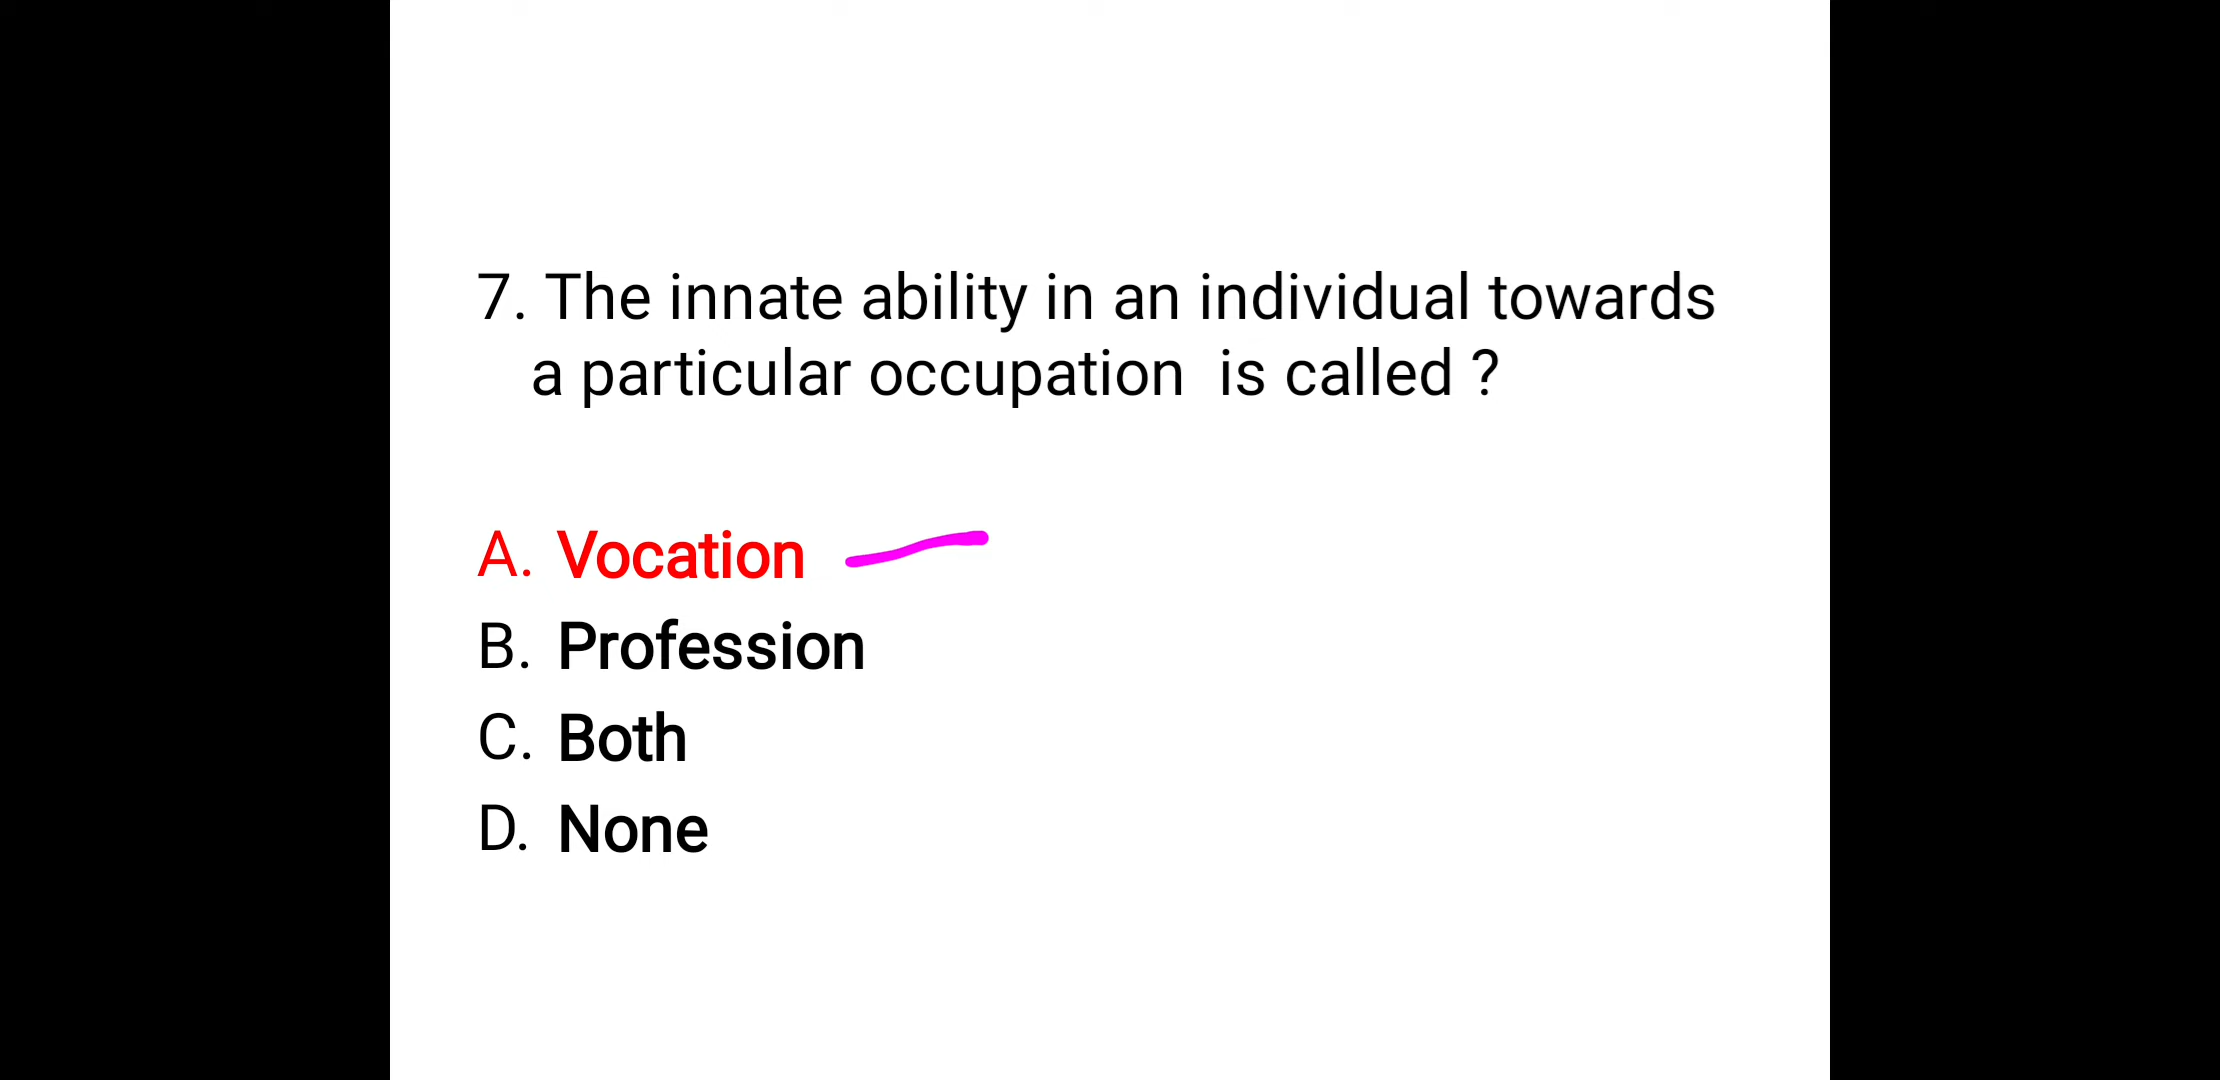 7. The innate ability in an individual towards
a particular occupation  is called ?
A. Vocation
B. Profession
C. Both
D. None